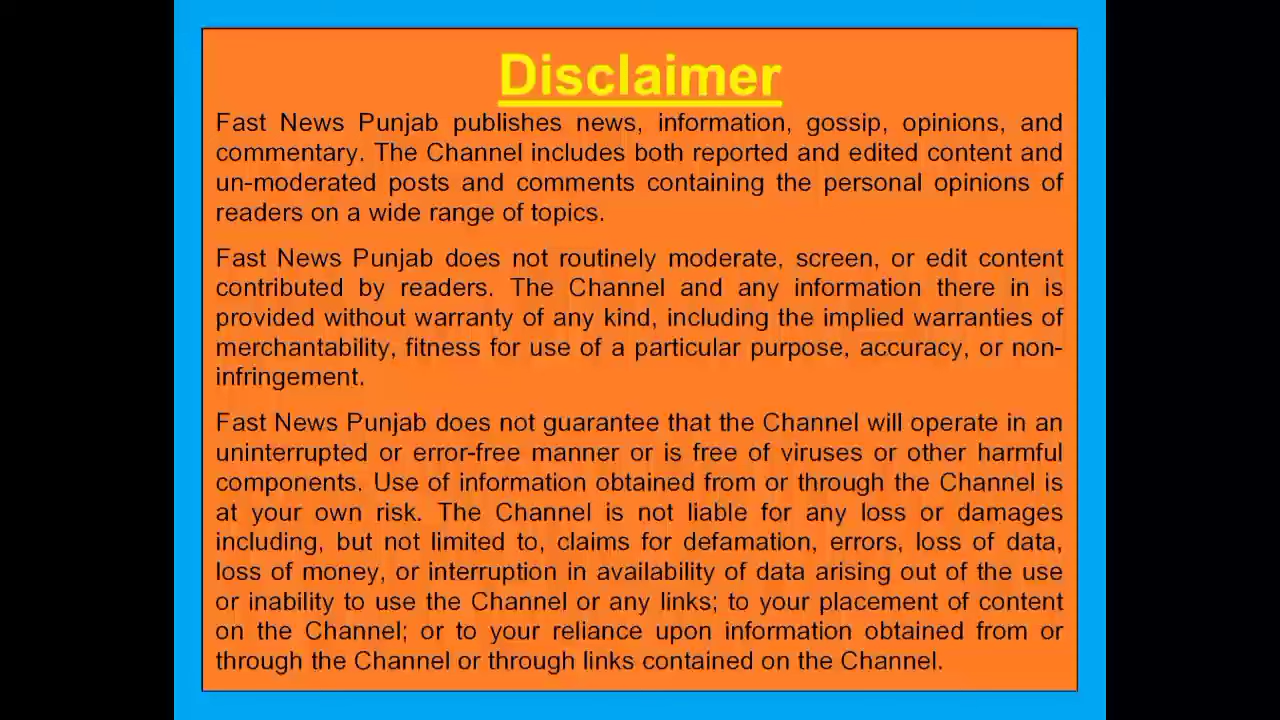 Disclaimer
Fast News Punjab publishes news, information, gossip, opinions, and
commentary. The Channel includes both reported and edited content and
un-moderated posts and comments containing the personal opinions of
readers on a wide range of topics.
Fast News Punjab does not routinely moderate, screen, or edit content
contributed by readers. The Channel and any information there in is
provided without warranty of any kind, including the implied warranties of
merchantability, fitness for use of a particular purpose, accuracy, or non-
infringement.
Fast News Punjab does not guarantee that the Channel will operate in an
uninterrupted or error-free manner or is free of viruses or other harmful
components. Use of information obtained from or through the Channel is
at your own risk. The Channel is not liable for any loss or damages
including, but not limited to, claims for defamation, errors, loss of data,
loss of money, or interruption in availability of data arising out of the use
or inability to use the Channel or any links; to your placement of content
on the Channel; or to your reliance upon information obtained from or
through the Channel or through links contained on the Channel.